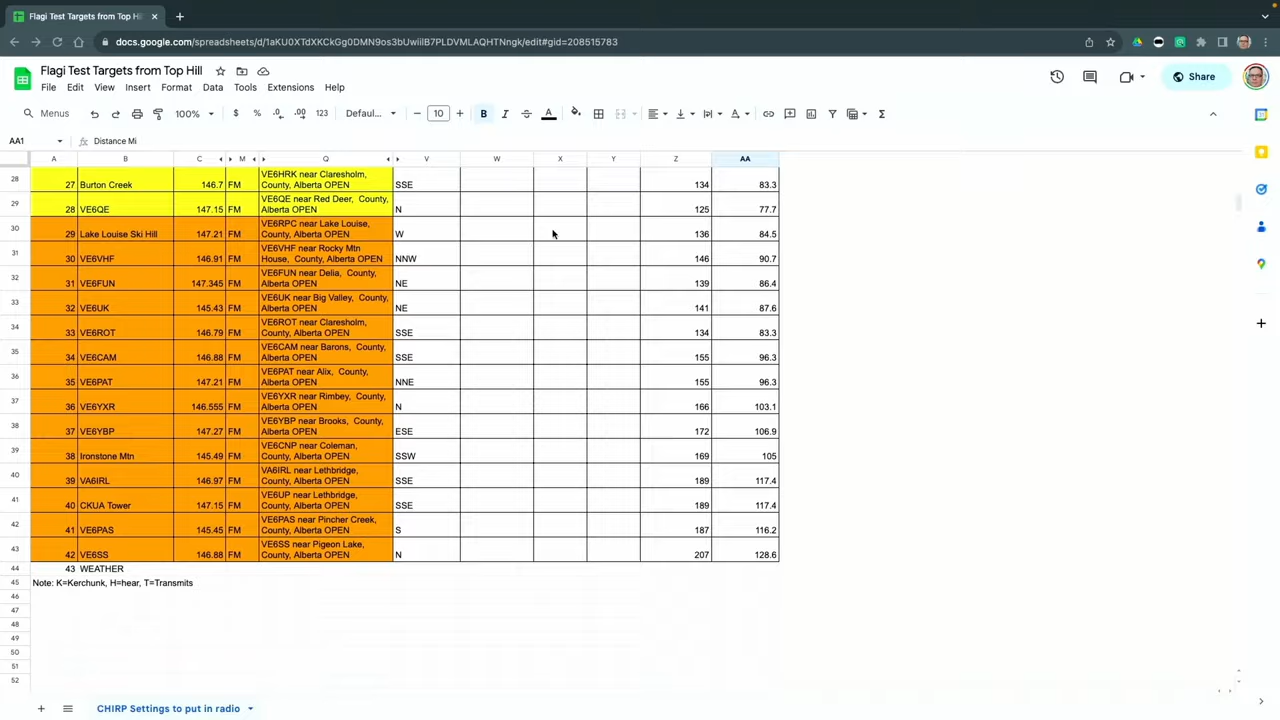 Flagi Test Targets from Top Hil
docs.google.com/spreadsheets/d/1aKU0XTdXKCkGg0DMN9os3bUwiilB7PLDVMLAQHTNngk/edit#gid=208515783
Flagi Test Targets from Top Hill
File Edit View Insert Format Data Tools Extensions Help
Share
Menus 100% $ % .0 .00 123 Defaul... − 10 + B I A Σ
AA1 fx Distance Mi
A B C M Q V W X Y Z AA
28 27 Burton Creek 146.7 FM VE6HRK near Claresholm, County, Alberta OPEN SSE 134 83.3
29 28 VE6QE 147.15 FM VE6QE near Red Deer, County, Alberta OPEN N 125 77.7
30 29 Lake Louise Ski Hill 147.21 FM VE6RPC near Lake Louise, County, Alberta OPEN W 136 84.5
31 30 VE6VHF 146.91 FM VE6VHF near Rocky Mtn House, County, Alberta OPEN NNW 146 90.7
32 31 VE6FUN 147.345 FM VE6FUN near Delia, County, Alberta OPEN NE 139 86.4
33 32 VE6UK 145.43 FM VE6UK near Big Valley, County, Alberta OPEN NE 141 87.6
34 33 VE6ROT 146.79 FM VE6ROT near Claresholm, County, Alberta OPEN SSE 134 83.3
35 34 VE6CAM 146.88 FM VE6CAM near Barons, County, Alberta OPEN SSE 155 96.3
36 35 VE6PAT 147.21 FM VE6PAT near Alix, County, Alberta OPEN NNE 155 96.3
37 36 VE6YXR 146.555 FM VE6YXR near Rimbey, County, Alberta OPEN N 166 103.1
38 37 VE6YBP 147.27 FM VE6YBP near Brooks, County, Alberta OPEN ESE 172 106.9
39 38 Ironstone Mtn 145.49 FM VE6CNP near Coleman, County, Alberta OPEN SSW 169 105
40 39 VA6IRL 146.97 FM VA6IRL near Lethbridge, County, Alberta OPEN SSE 189 117.4
41 40 CKUA Tower 147.15 FM VE6UP near Lethbridge, County, Alberta OPEN SSE 189 117.4
42 41 VE6PAS 145.45 FM VE6PAS near Pincher Creek, County, Alberta OPEN S 187 116.2
43 42 VE6SS 146.88 FM VE6SS near Pigeon Lake, County, Alberta OPEN N 207 128.6
44 43 WEATHER
45 Note: K=Kerchunk, H=hear, T=Transmits
46
47
48
49
50
51
52
CHIRP Settings to put in radio